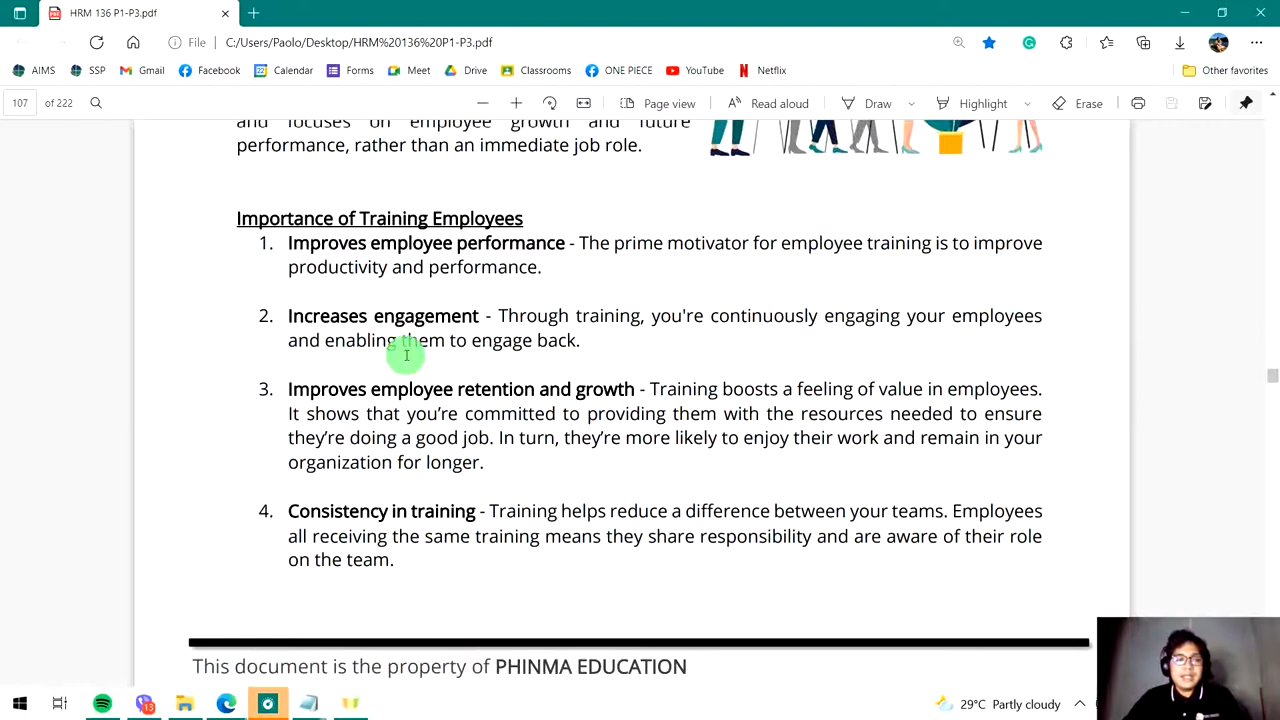 HRM 136 P1-P3.pdf
File C:/Users/Paolo/Desktop/HRM%20136%20P1-P3.pdf
AIMS SSP Gmail Facebook Calendar Forms Meet Drive Classrooms ONE PIECE YouTube Netflix Other favorites
107 of 222 Page view Read aloud Draw Highlight Erase
and focuses on employee growth and future
performance, rather than an immediate job role.
Importance of Training Employees
1. Improves employee performance - The prime motivator for employee training is to improve
productivity and performance.
2. Increases engagement - Through training, you're continuously engaging your employees
and enabling them to engage back.
3. Improves employee retention and growth - Training boosts a feeling of value in employees.
It shows that you’re committed to providing them with the resources needed to ensure
they’re doing a good job. In turn, they’re more likely to enjoy their work and remain in your
organization for longer.
4. Consistency in training - Training helps reduce a difference between your teams. Employees
all receiving the same training means they share responsibility and are aware of their role
on the team.
This document is the property of PHINMA EDUCATION
13 29°C Partly cloudy